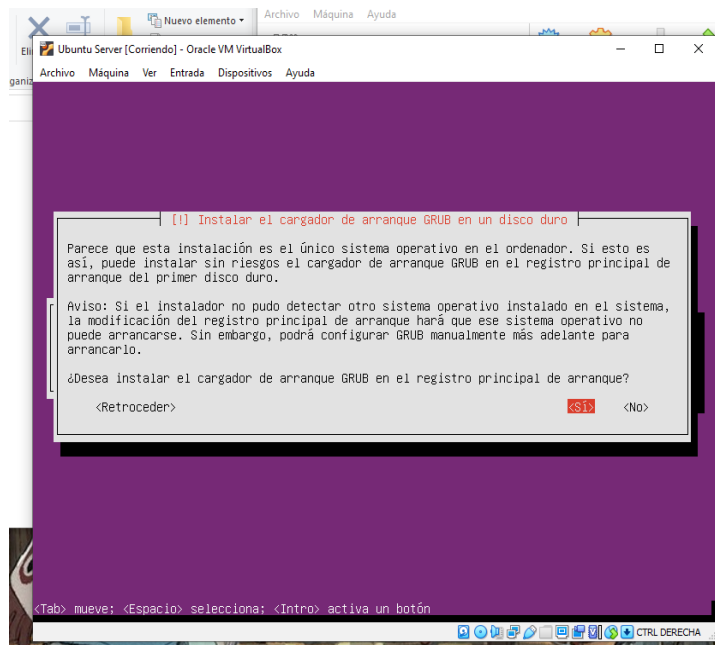 Nuevo elemento
Archivo Máquina Ayuda
Ubuntu Server [Corriendo] - Oracle VM VirtualBox
Archivo Máquina Ver Entrada Dispositivos Ayuda
[!] Instalar el cargador de arranque GRUB en un disco duro
Parece que esta instalación es el único sistema operativo en el ordenador. Si esto es
así, puede instalar sin riesgos el cargador de arranque GRUB en el registro principal de
arranque del primer disco duro.
Aviso: Si el instalador no pudo detectar otro sistema operativo instalado en el sistema,
la modificación del registro principal de arranque hará que ese sistema operativo no
puede arrancarse. Sin embargo, podrá configurar GRUB manualmente más adelante para
arrancarlo.
¿Desea instalar el cargador de arranque GRUB en el registro principal de arranque?
<Retroceder> <Sí> <No>
<Tab> mueve; <Espacio> selecciona; <Intro> activa un botón
CTRL DERECHA